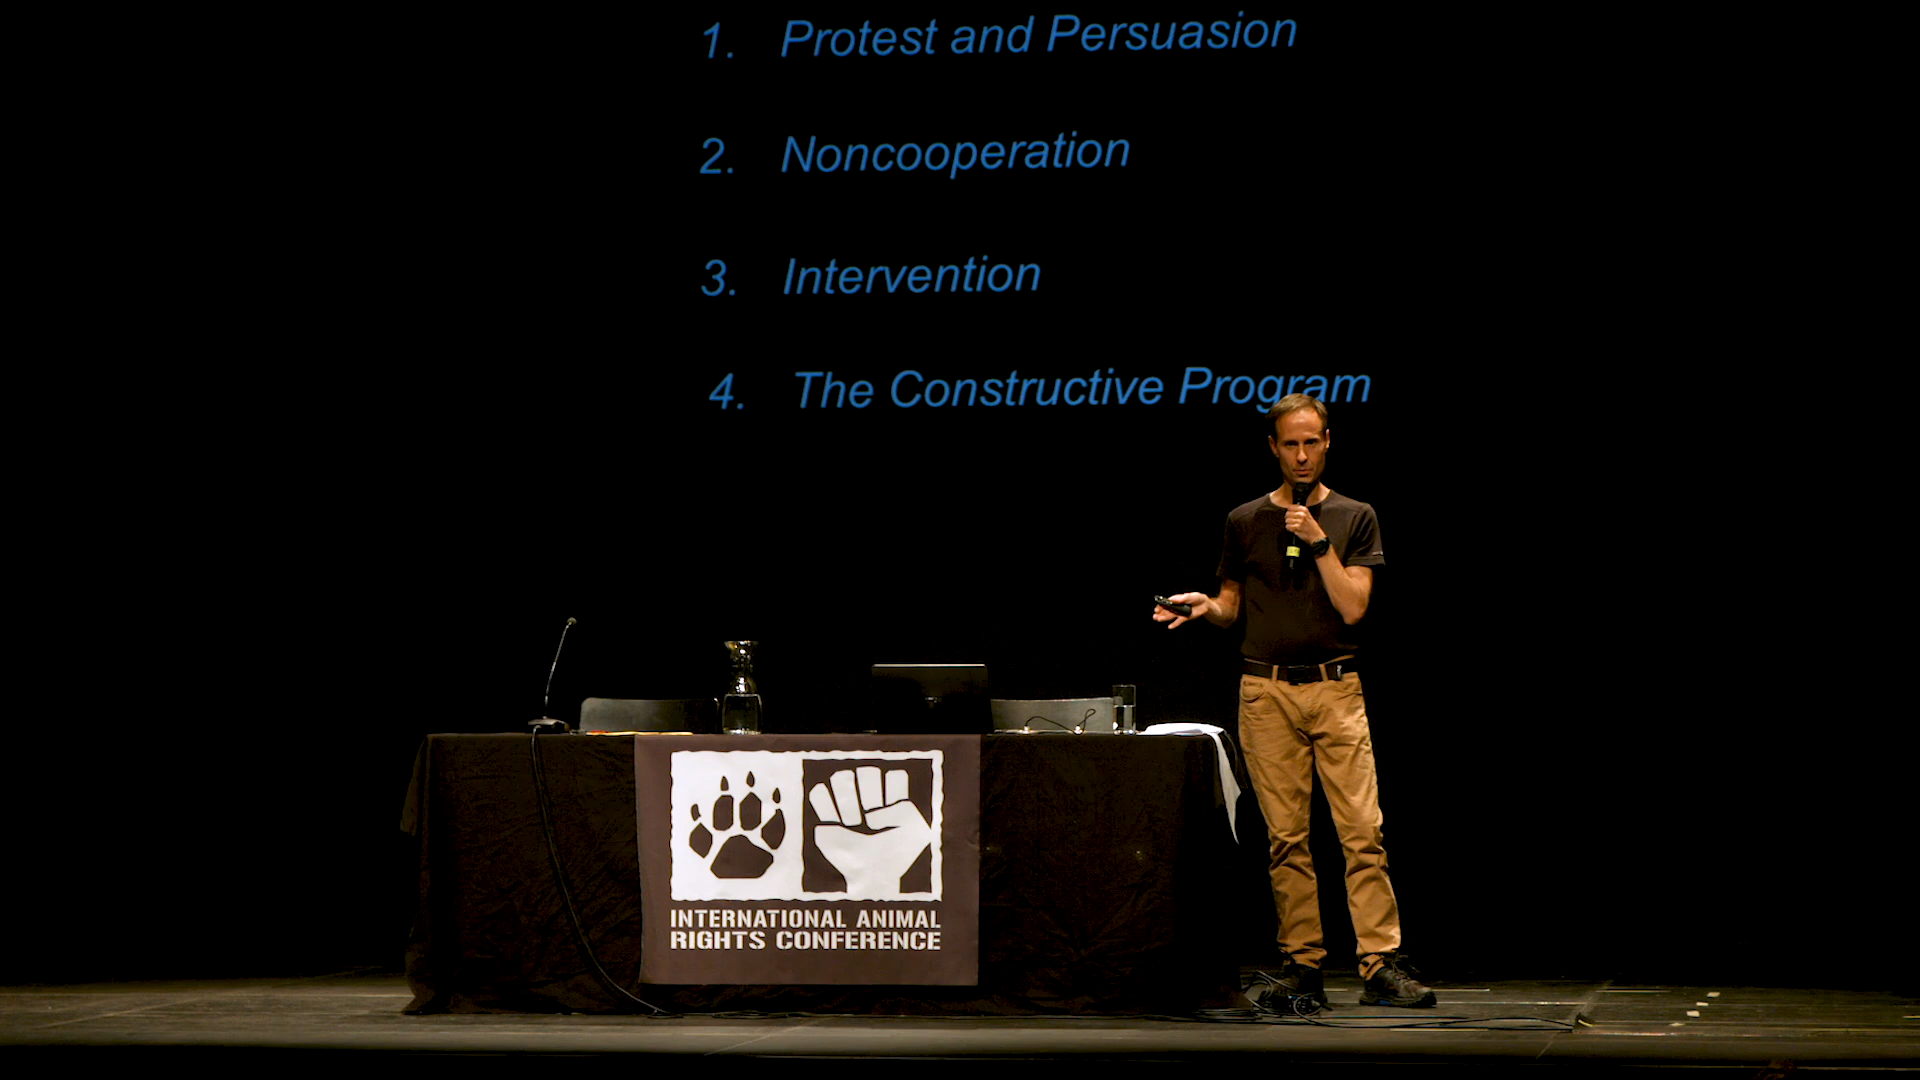 1. Protest and Persuasion
2. Noncooperation
3. Intervention
4. The Constructive Program
INTERNATIONAL ANIMAL
RIGHTS CONFERENCE